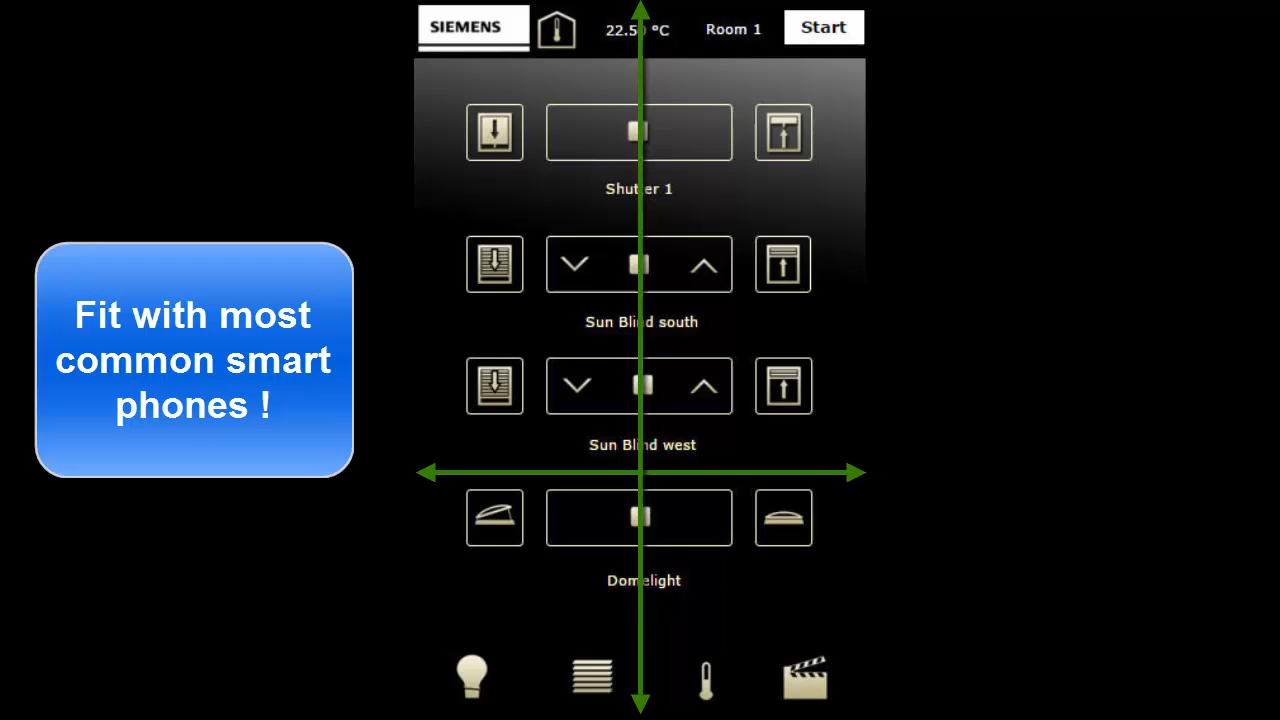 SIEMENS
22.50 °C
Room 1
Start
Shutter 1
Sun Blind south
Fit with most
common smart
phones !
Sun Blind west
Domelight